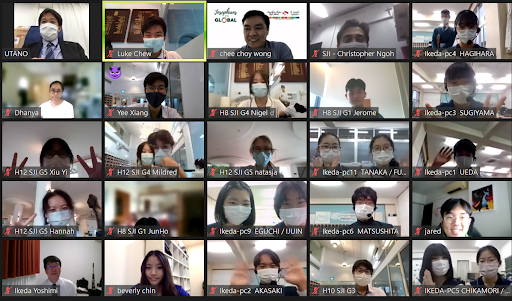 UTANO
Luke Chew
Josephians
GLOBAL
chee choy wong
SJI - Christopher Ngoh
Ikeda-pc4 HAGIHARA
Dhanya
Yee Xiang
H8 SJI G4 Nigel d
H8 SJI G1 Jerome
Ikeda-pc3 SUGIYAMA
H12 SJI G5 Xiu Yi
H12 SJI G4 Mildred
H12 SJI G5 natasja
Ikeda-pc11 TANAKA / FU...
Ikeda-pc1 UEDA
H12 SJI G5 Hannah
H8 SJI G1 JunHo
Ikeda-pc9 EGUCHI / IJUIN
Ikeda-pc6 MATSUSHITA
jared
Ikeda Yoshimi
beverly chin
Ikeda-pc2 AKASAKI
H10 SJI G3
Ikeda-PC5 CHIKAMORI /...